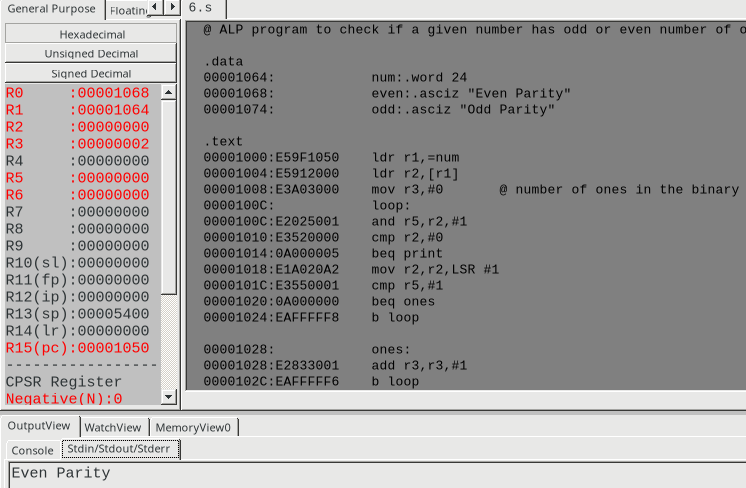 General Purpose Floating
Hexadecimal
Unsigned Decimal
Signed Decimal
R0 :00001068
R1 :00001064
R2 :00000000
R3 :00000002
R4 :00000000
R5 :00000000
R6 :00000000
R7 :00000000
R8 :00000000
R9 :00000000
R10(sl):00000000
R11(fp):00000000
R12(ip):00000000
R13(sp):00005400
R14(lr):00000000
R15(pc):00001050
-----------------
CPSR Register
Negative(N):0
6.s
@ ALP program to check if a given number has odd or even number of o
.data
00001064: num:.word 24
00001068: even:.asciz "Even Parity"
00001074: odd:.asciz "Odd Parity"
.text
00001000:E59F1050 ldr r1,=num
00001004:E5912000 ldr r2,[r1]
00001008:E3A03000 mov r3,#0 @ number of ones in the binary
0000100C: loop:
0000100C:E2025001 and r5,r2,#1
00001010:E3520000 cmp r2,#0
00001014:0A000005 beq print
00001018:E1A020A2 mov r2,r2,LSR #1
0000101C:E3550001 cmp r5,#1
00001020:0A000000 beq ones
00001024:EAFFFFF8 b loop
00001028: ones:
00001028:E2833001 add r3,r3,#1
0000102C:EAFFFFF6 b loop
OutputView WatchView MemoryView0
Console Stdin/Stdout/Stderr
Even Parity